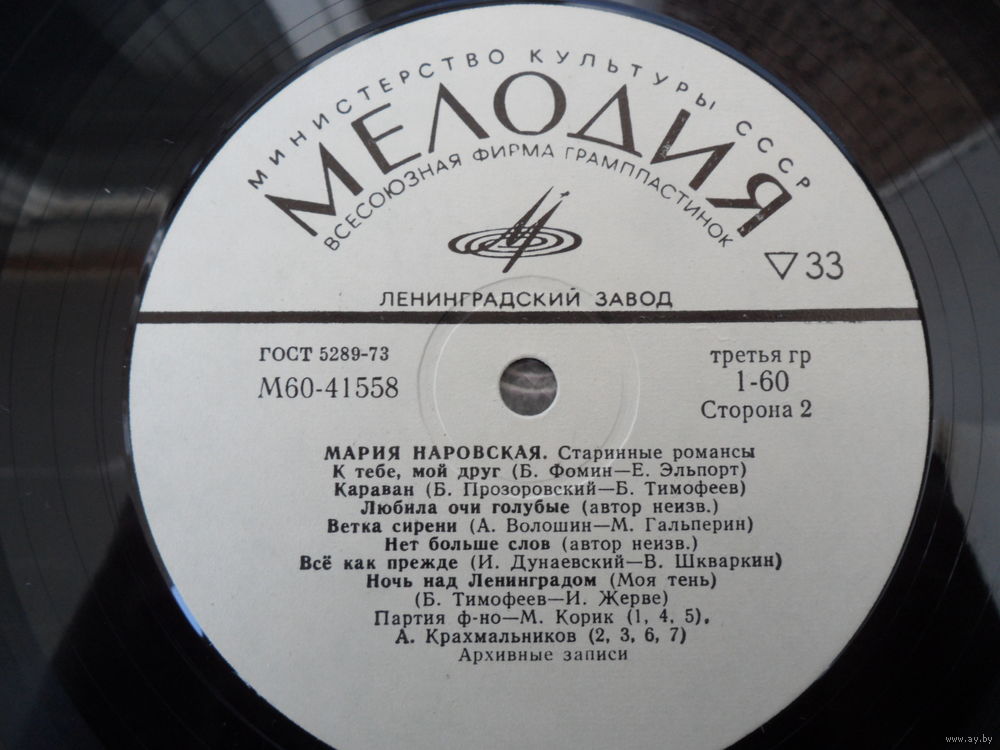 МИНИСТЕРСТВО КУЛЬТУРЫ СССР
МЕЛОДИЯ
ВСЕСОЮЗНАЯ ФИРМА ГРАМПЛАСТИНОК
▽ 33
ЛЕНИНГРАДСКИЙ ЗАВОД
ГОСТ 5289-73
М60-41558
третья гр
1-60
Сторона 2
МАРИЯ НАРОВСКАЯ. Старинные романсы
К тебе, мой друг (Б. Фомин—Е. Эльпорт)
Караван (Б. Прозоровский—Б. Тимофеев)
Любила очи голубые (автор неизв.)
Ветка сирени (А. Волошин—М. Гальперин)
Нет больше слов (автор неизв.)
Всё как прежде (И. Дунаевский—В. Шкваркин)
Ночь над Ленинградом (Моя тень)
(Б. Тимофеев—И. Жерве)
Партия ф-но—М. Корик (1, 4, 5),
А. Крахмальников (2, 3, 6, 7)
Архивные записи
www.ay.by